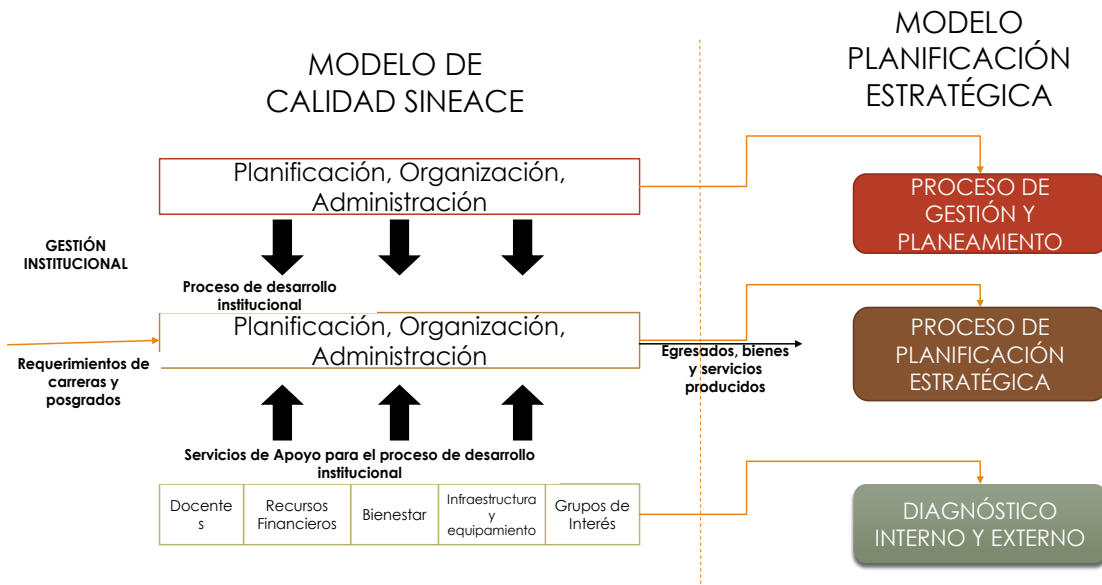 MODELO DE
CALIDAD SINEACE
MODELO
PLANIFICACIÓN
ESTRATÉGICA
Planificación, Organización,
Administración
PROCESO DE
GESTIÓN Y
PLANEAMIENTO
GESTIÓN
INSTITUCIONAL
Proceso de desarrollo
institucional
Planificación, Organización,
Administración
PROCESO DE
PLANIFICACIÓN
ESTRATÉGICA
Requerimientos de
carreras y
posgrados
Egresados, bienes
y servicios
producidos
Servicios de Apoyo para el proceso de desarrollo
institucional
Docente
s
Recursos
Financieros
Bienestar
Infraestructura
y
equipamiento
Grupos de
Interés
DIAGNÓSTICO
INTERNO Y EXTERNO